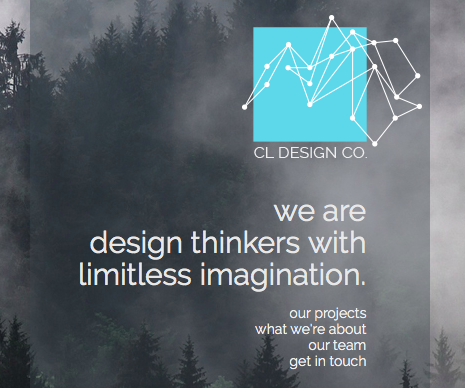 CL DESIGN CO.
we are
design thinkers with
limitless imagination.
our projects
what we're about
our team
get in touch